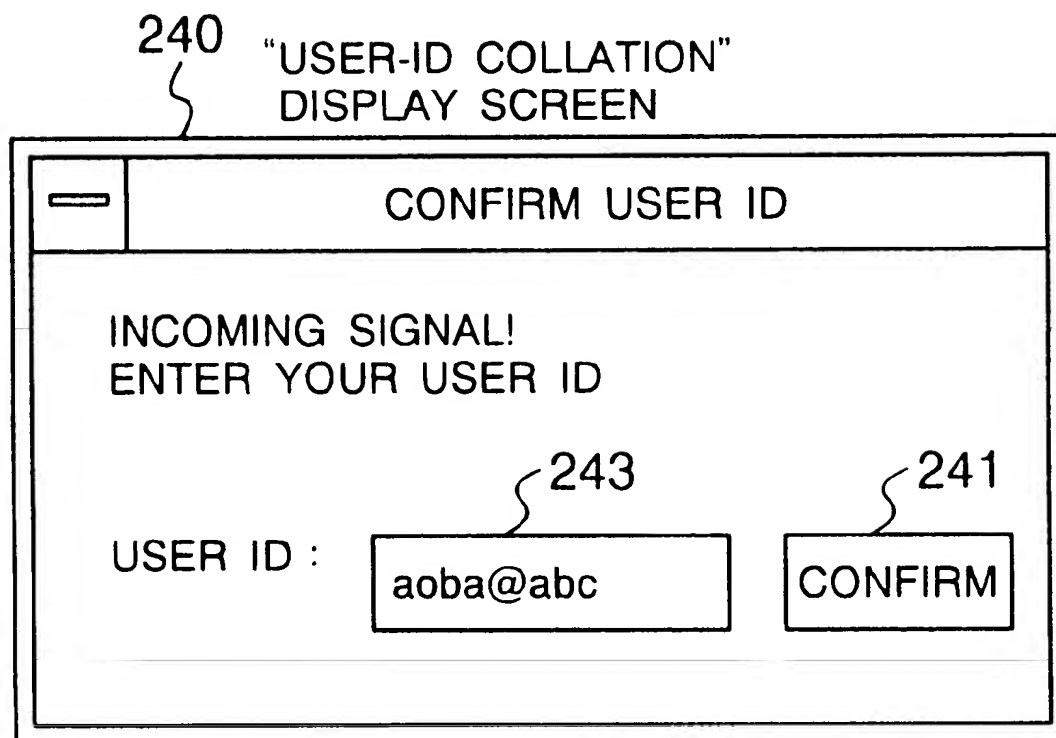 240 “USER-ID COLLATION”
DISPLAY SCREEN
CONFIRM USER ID
INCOMING SIGNAL!
ENTER YOUR USER ID
243
241
USER ID :
aoba@abc
CONFIRM